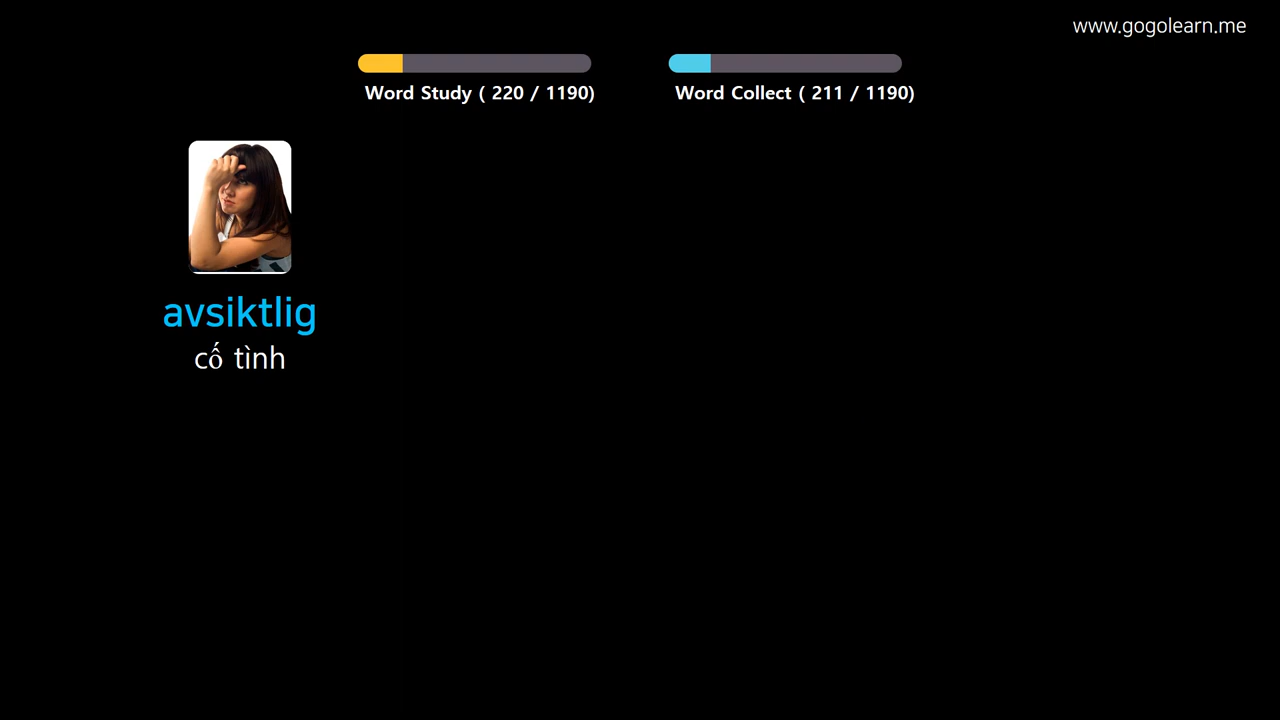 www.gogolearn.me
Word Study ( 220 / 1190)
Word Collect ( 211 / 1190)
avsiktlig
cố tình